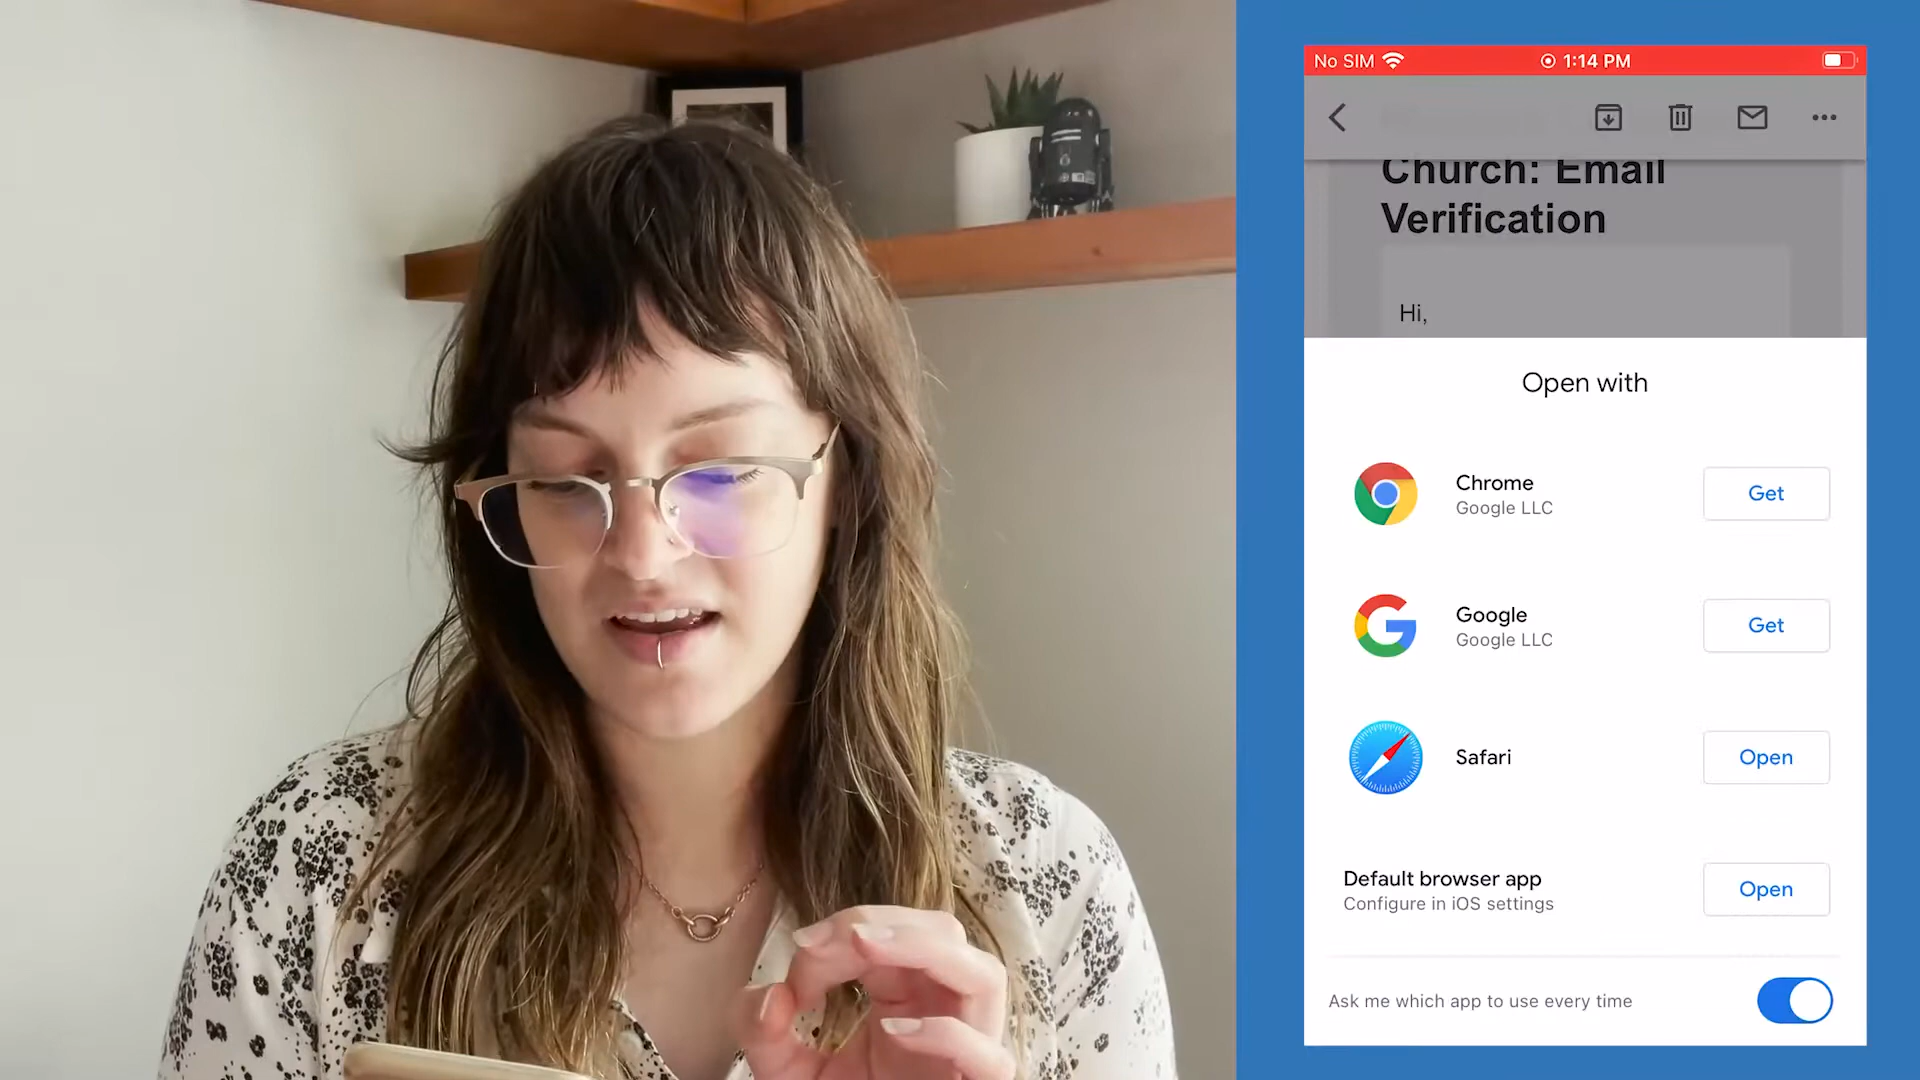 No SIM
1:14 PM
Church: Email
Verification
Hi,
Open with
Chrome
Google LLC
Get
Google
Google LLC
Get
Safari
Open
Default browser app
Configure in iOS settings
Open
Ask me which app to use every time